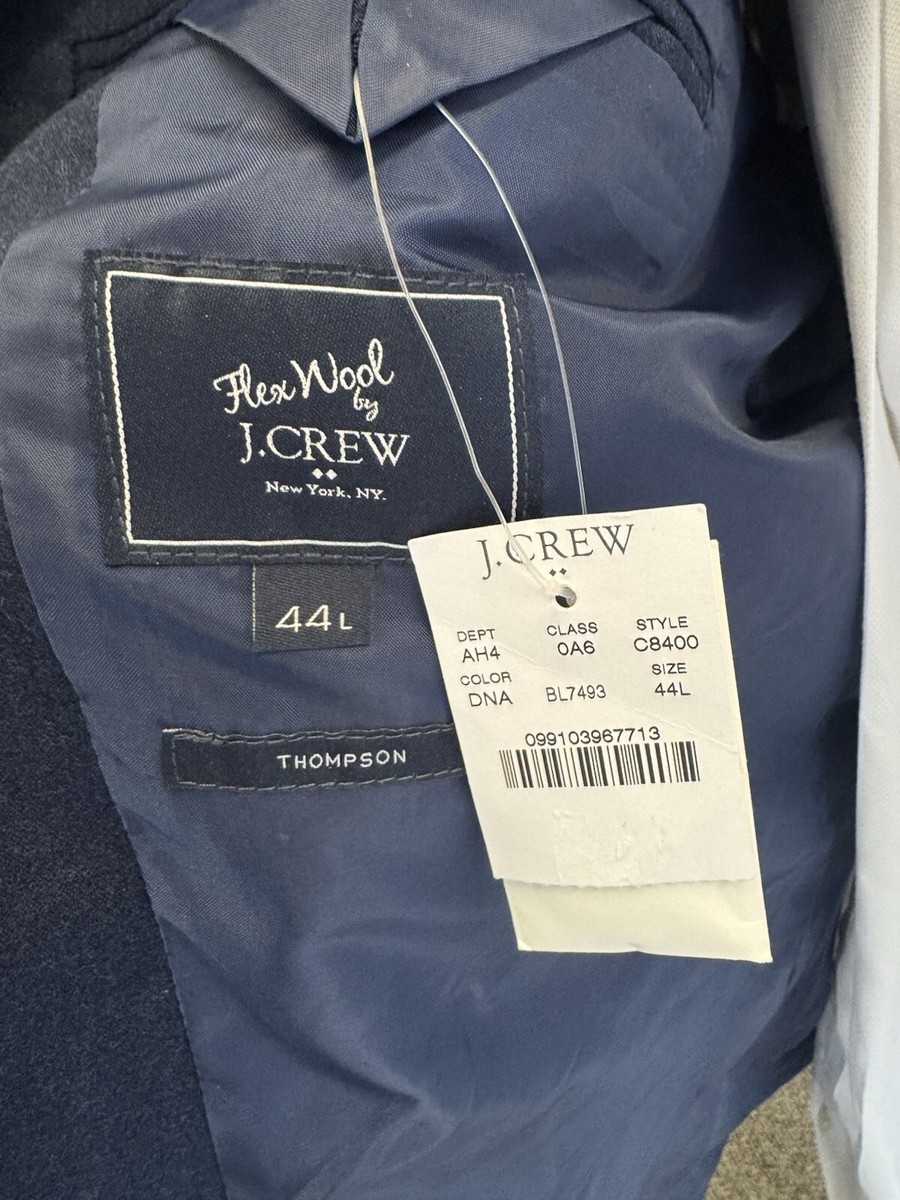 Flex Wool
by
J.CREW
New York, NY.
44L
THOMPSON
J.CREW
DEPT CLASS STYLE
AH4 0A6 C8400
COLOR SIZE
DNA BL7493 44L
099103967713